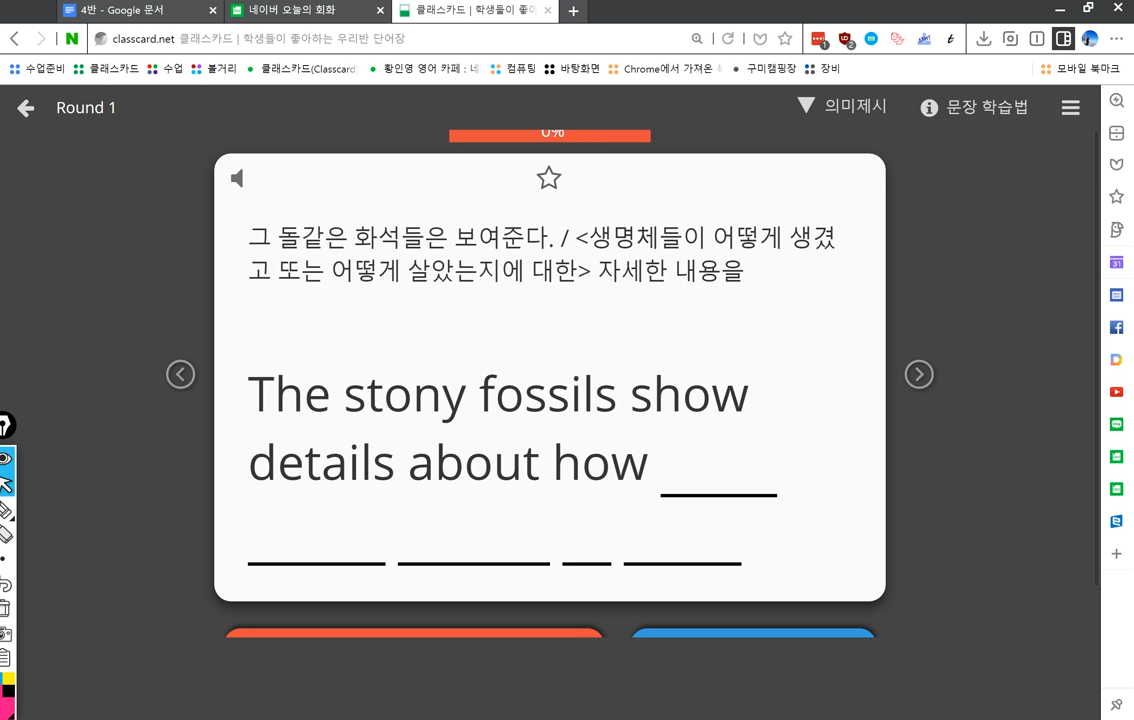 4반 - Google 문서
네이버 오늘의 회화
클래스카드 | 학생들이 좋아
classcard.net 클래스카드 | 학생들이 좋아하는 우리반 단어장
수업준비 클래스카드 수업 볼거리 클래스카드(Classcard 황인영 영어 카페 : 네 컴퓨팅 바탕화면 Chrome에서 가져온 구미캠핑장 장비 모바일 북마크
Round 1
의미제시
문장 학습법
0%
그 돌같은 화석들은 보여준다. / <생명체들이 어떻게 생겼
고 또는 어떻게 살았는지에 대한> 자세한 내용을
The stony fossils show
details about how